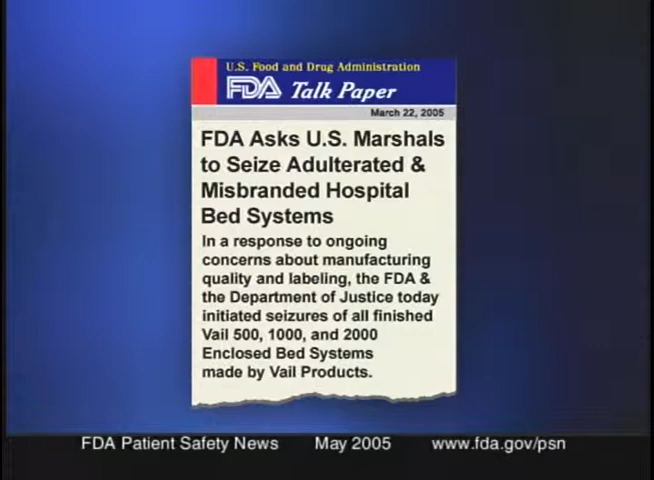 U.S. Food and Drug Administration
FDA Talk Paper
March 22, 2005
FDA Asks U.S. Marshals
to Seize Adulterated &
Misbranded Hospital
Bed Systems
In a response to ongoing
concerns about manufacturing
quality and labeling, the FDA &
the Department of Justice today
initiated seizures of all finished
Vail 500, 1000, and 2000
Enclosed Bed Systems
made by Vail Products.
FDA Patient Safety News May 2005 www.fda.gov/psn